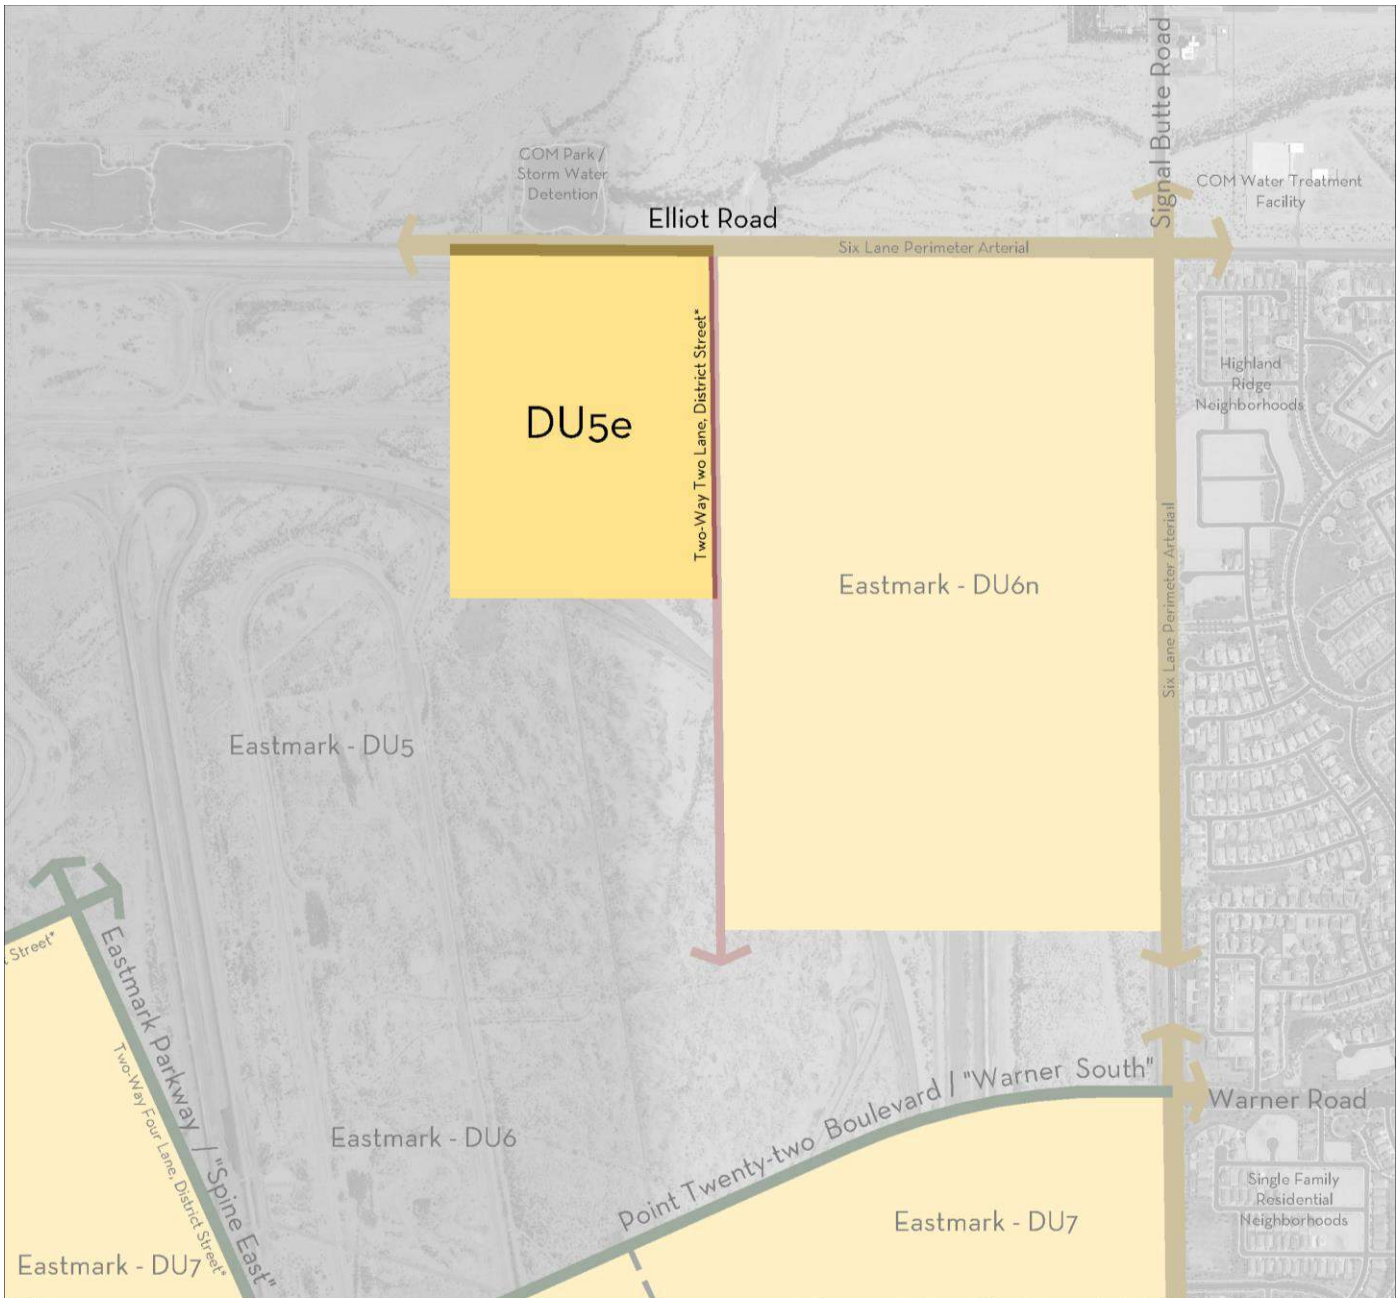 Signal Butte Road
COM Park /
Storm Water
Detention
COM Water Treatment
Facility
Elliot Road
Six Lane Perimeter Arterial
Two-Way Two Lane, District Street*
DU5e
Highland
Ridge
Neighborhoods
Eastmark - DU6n
Six Lane Perimeter Arterial
Eastmark - DU5
Street*
Eastmark Parkway / "Spine East"
Two-Way Four Lane, District Street*
Point Twenty-two Boulevard / "Warner South"
Warner Road
Eastmark - DU6
Single Family
Residential
Neighborhoods
Eastmark - DU7
Eastmark - DU7